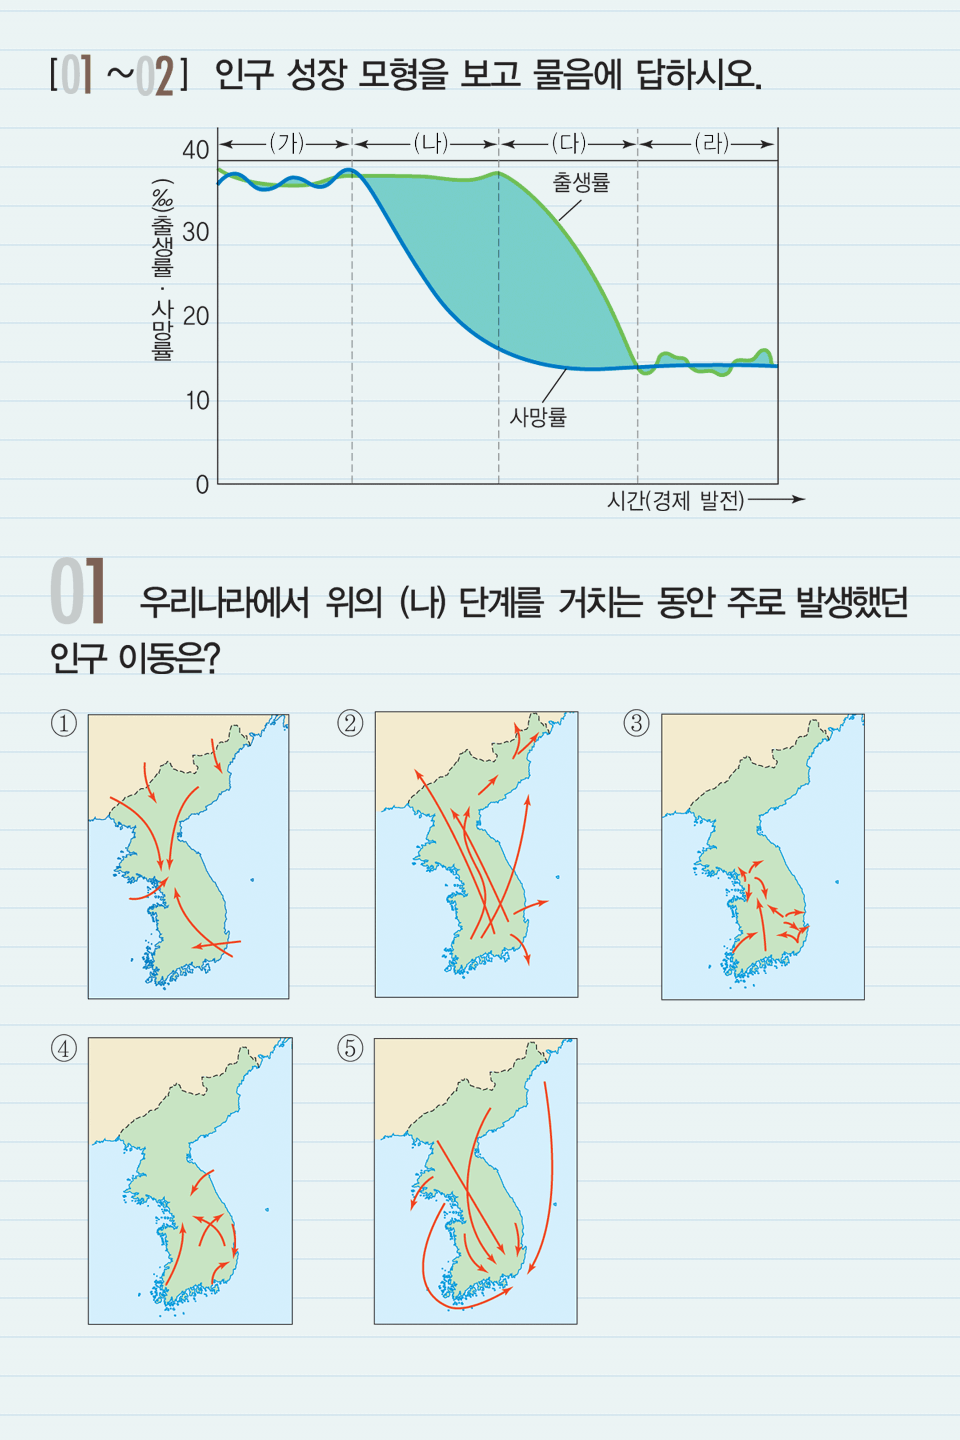 [01~02] 인구 성장 모형을 보고 물음에 답하시오.
(가) (나) (다) (라)
40
30
20
10
0
(‰)출생률·사망률
출생률
사망률
시간(경제 발전)
01 우리나라에서 위의 (나) 단계를 거치는 동안 주로 발생했던
인구 이동은?
① ② ③
④ ⑤